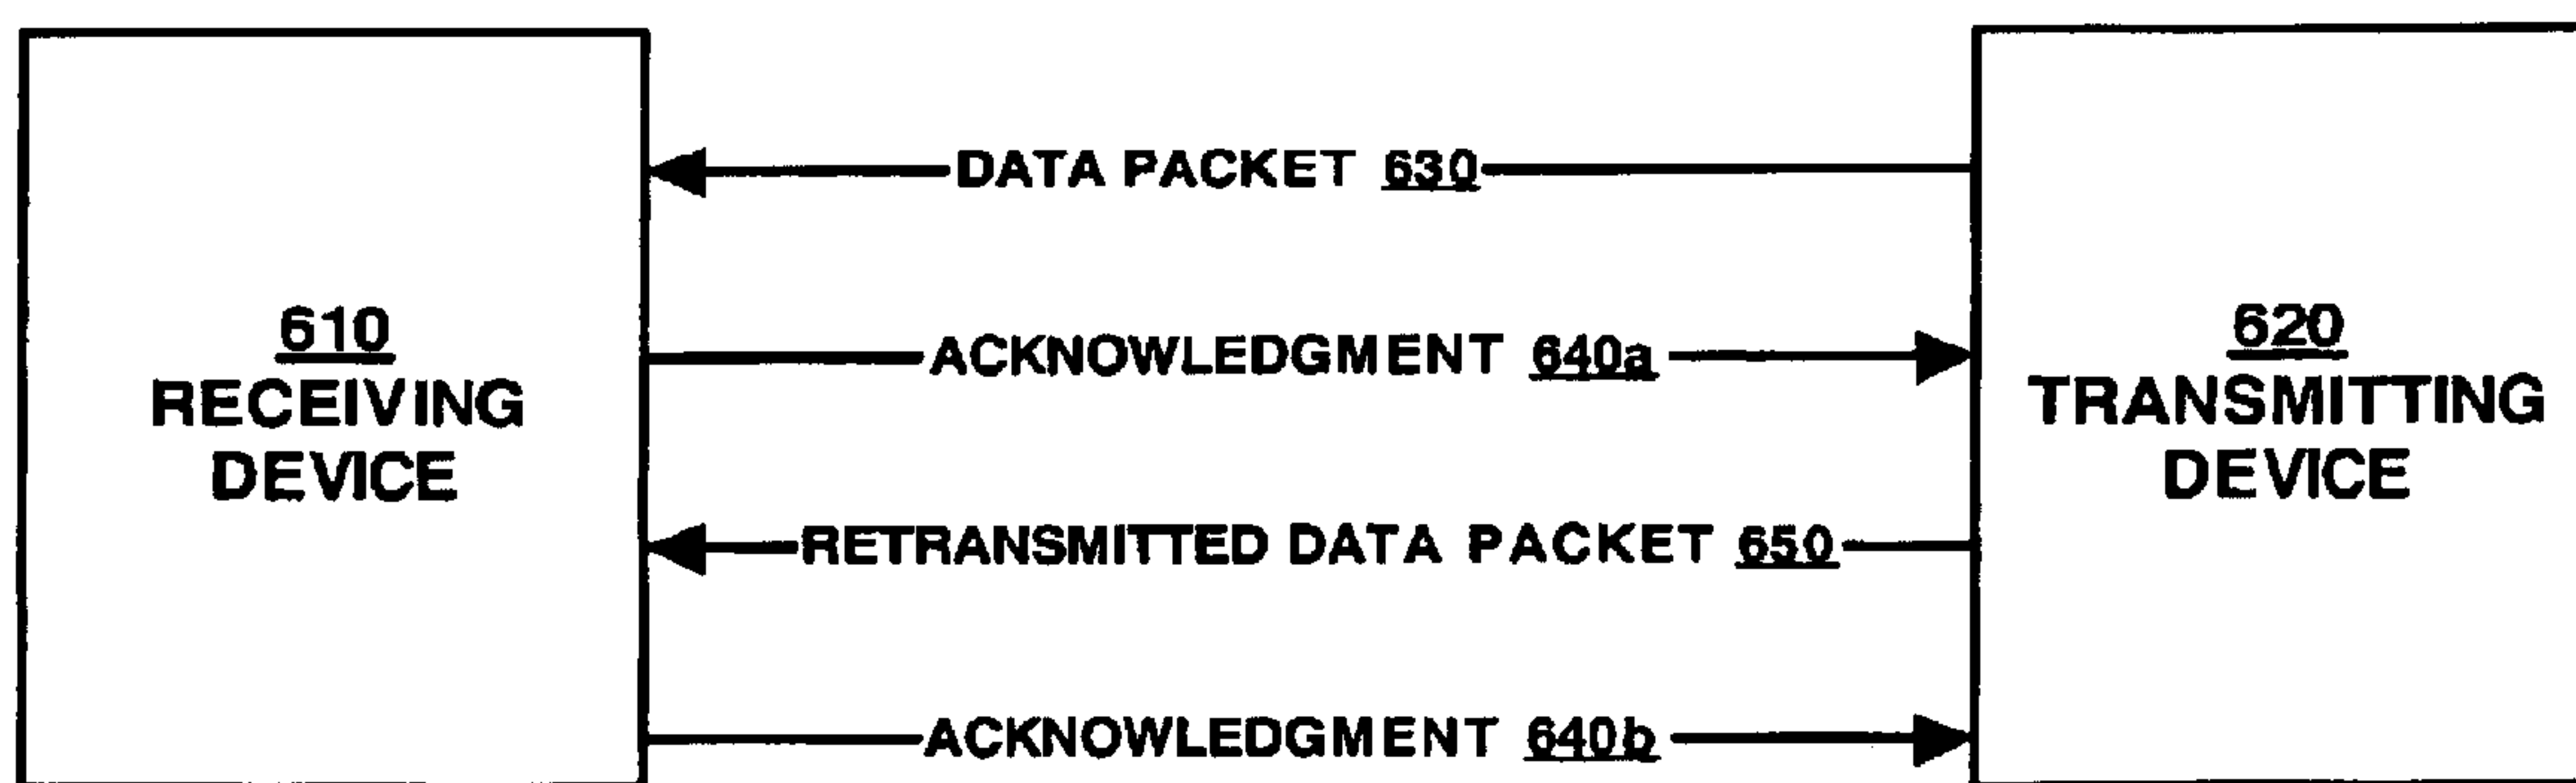 DATA PACKET 630
610
RECEIVING
DEVICE
ACKNOWLEDGMENT 640a
620
TRANSMITTING
DEVICE
RETRANSMITTED DATA PACKET 650
ACKNOWLEDGMENT 640b